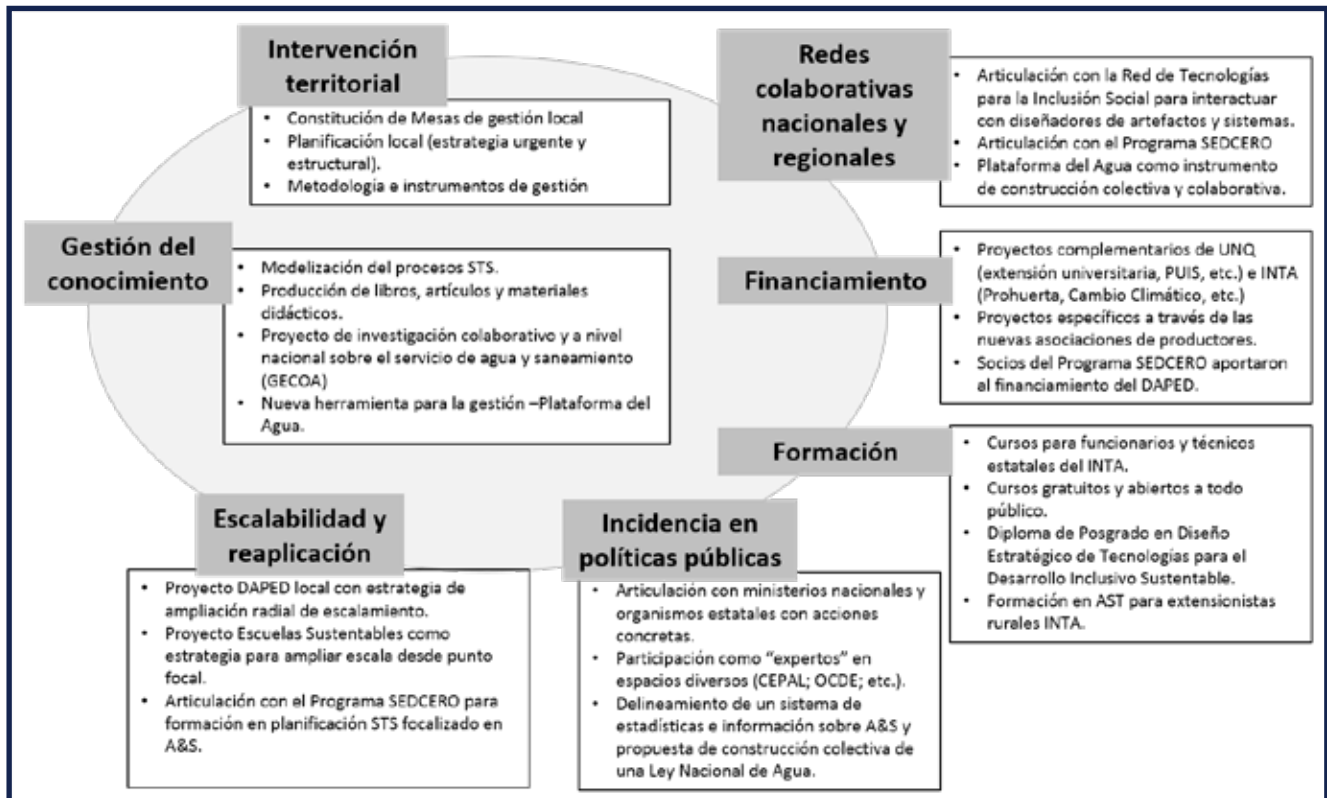 Intervención
territorial
• Constitución de Mesas de gestión local
• Planificación local (estrategia urgente y
estructural).
• Metodología e instrumentos de gestión
Redes
colaborativas
nacionales y
regionales
• Articulación con la Red de Tecnologías
para la Inclusión Social para interactuar
con diseñadores de artefactos y sistemas.
• Articulación con el Programa SEDCERO
• Plataforma del Agua como instrumento
de construcción colectiva y colaborativa.
Gestión del
conocimiento
• Modelización del procesos STS.
• Producción de libros, artículos y materiales
didácticos.
• Proyecto de investigación colaborativo y a nivel
nacional sobre el servicio de agua y saneamiento
(GECOA)
• Nueva herramienta para la gestión –Plataforma del
Agua.
Financiamiento
• Proyectos complementarios de UNQ
(extensión universitaria, PUIS, etc.) e INTA
(Prohuerta, Cambio Climático, etc.)
• Proyectos específicos a través de las
nuevas asociaciones de productores.
• Socios del Programa SEDCERO aportaron
al financiamiento del DAPED.
Formación
• Cursos para funcionarios y técnicos
estatales del INTA.
• Cursos gratuitos y abiertos a todo
público.
• Diploma de Posgrado en Diseño
Estratégico de Tecnologías para el
Desarrollo Inclusivo Sustentable.
• Formación en AST para extensionistas
rurales INTA.
Escalabilidad y
reaplicación
• Proyecto DAPED local con estrategia de
ampliación radial de escalamiento.
• Proyecto Escuelas Sustentables como
estrategia para ampliar escala desde punto
focal.
• Articulación con el Programa SEDCERO para
formación en planificación STS focalizado en
A&S.
Incidencia en
políticas públicas
• Articulación con ministerios nacionales y
organismos estatales con acciones
concretas.
• Participación como “expertos” en
espacios diversos (CEPAL; OCDE; etc.).
• Delineamiento de un sistema de
estadísticas e información sobre A&S y
propuesta de construcción colectiva de
una Ley Nacional de Agua.